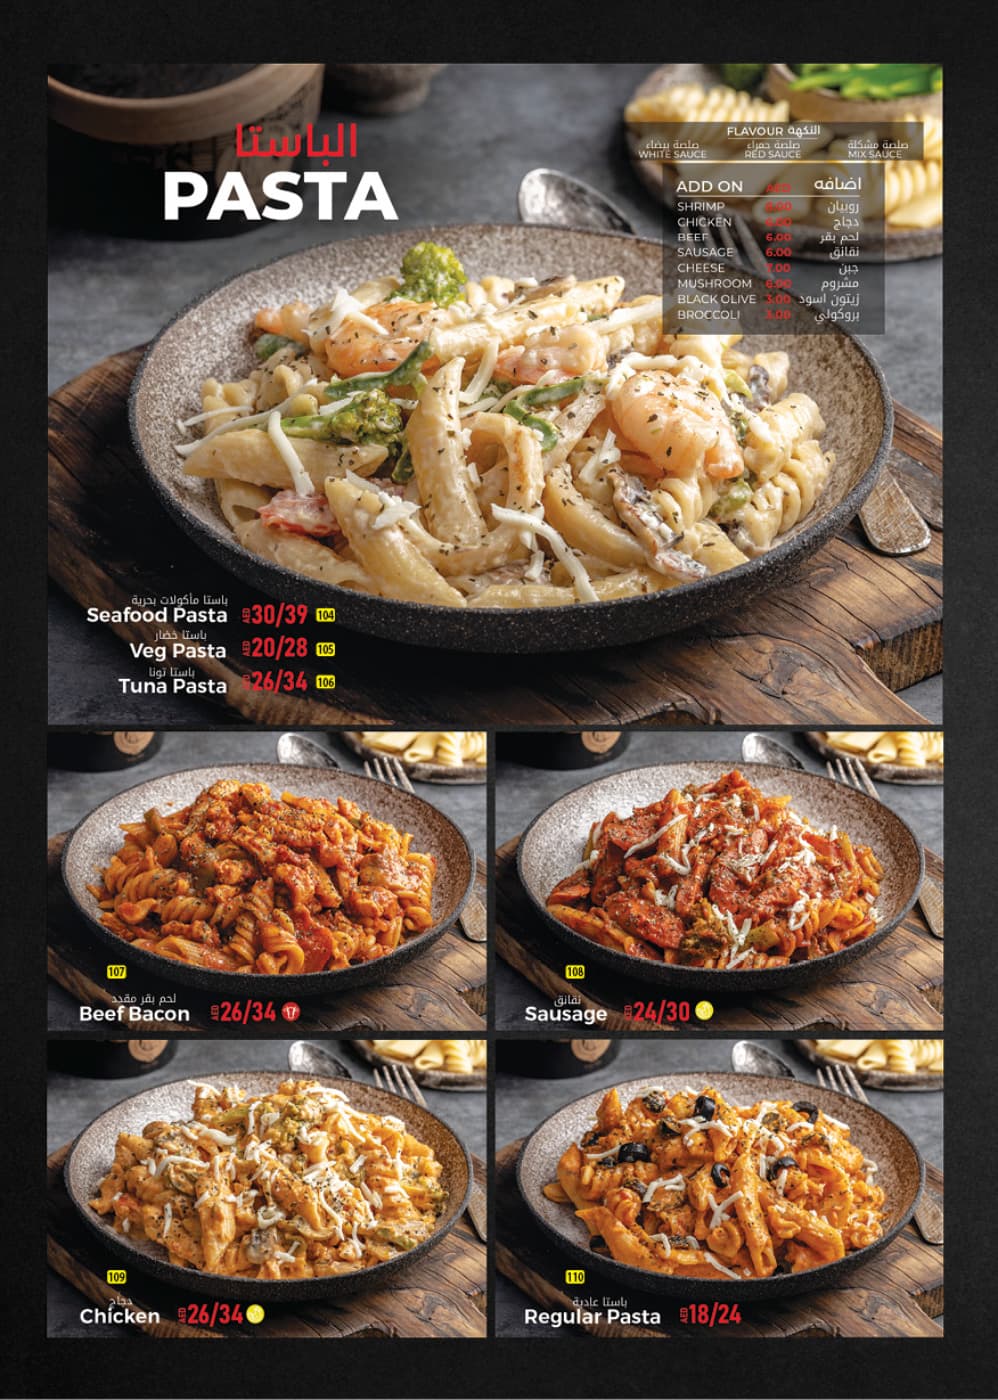 الباستا
PASTA
FLAVOUR النكهة
صلصة بيضاء صلصة حمراء صلصة مشكلة
WHITE SAUCE RED SAUCE MIX SAUCE
ADD ON اضافه
SHRIMP روبيان
CHICKEN دجاج
BEEF 6.00 لحم بقر
SAUSAGE 6.00 نقانق
CHEESE جبن
MUSHROOM مشروم
BLACK OLIVE 3.00 زيتون اسود
BROCCOLI 3.00 بروكولي
باستا مأكولات بحرية
Seafood Pasta AED 30/39 104
باستا خضار
Veg Pasta AED 20/28 105
باستا تونا
Tuna Pasta AED 26/34 106
107
لحم بقر مقدد
Beef Bacon AED 26/34
108
نقانق
Sausage AED 24/30
109
دجاج
Chicken AED 26/34
110
باستا عادية
Regular Pasta AED 18/24